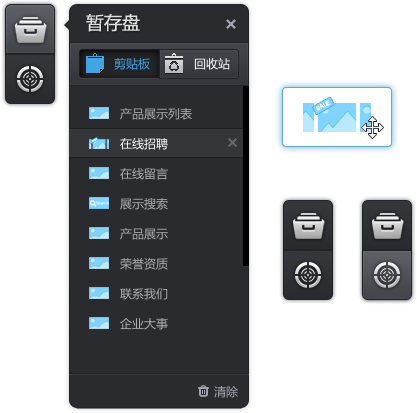 暂存盘
剪贴板 回收站
产品展示列表
在线招聘
在线留言
展示搜索
产品展示
荣誉资质
联系我们
企业大事
清除
SALE